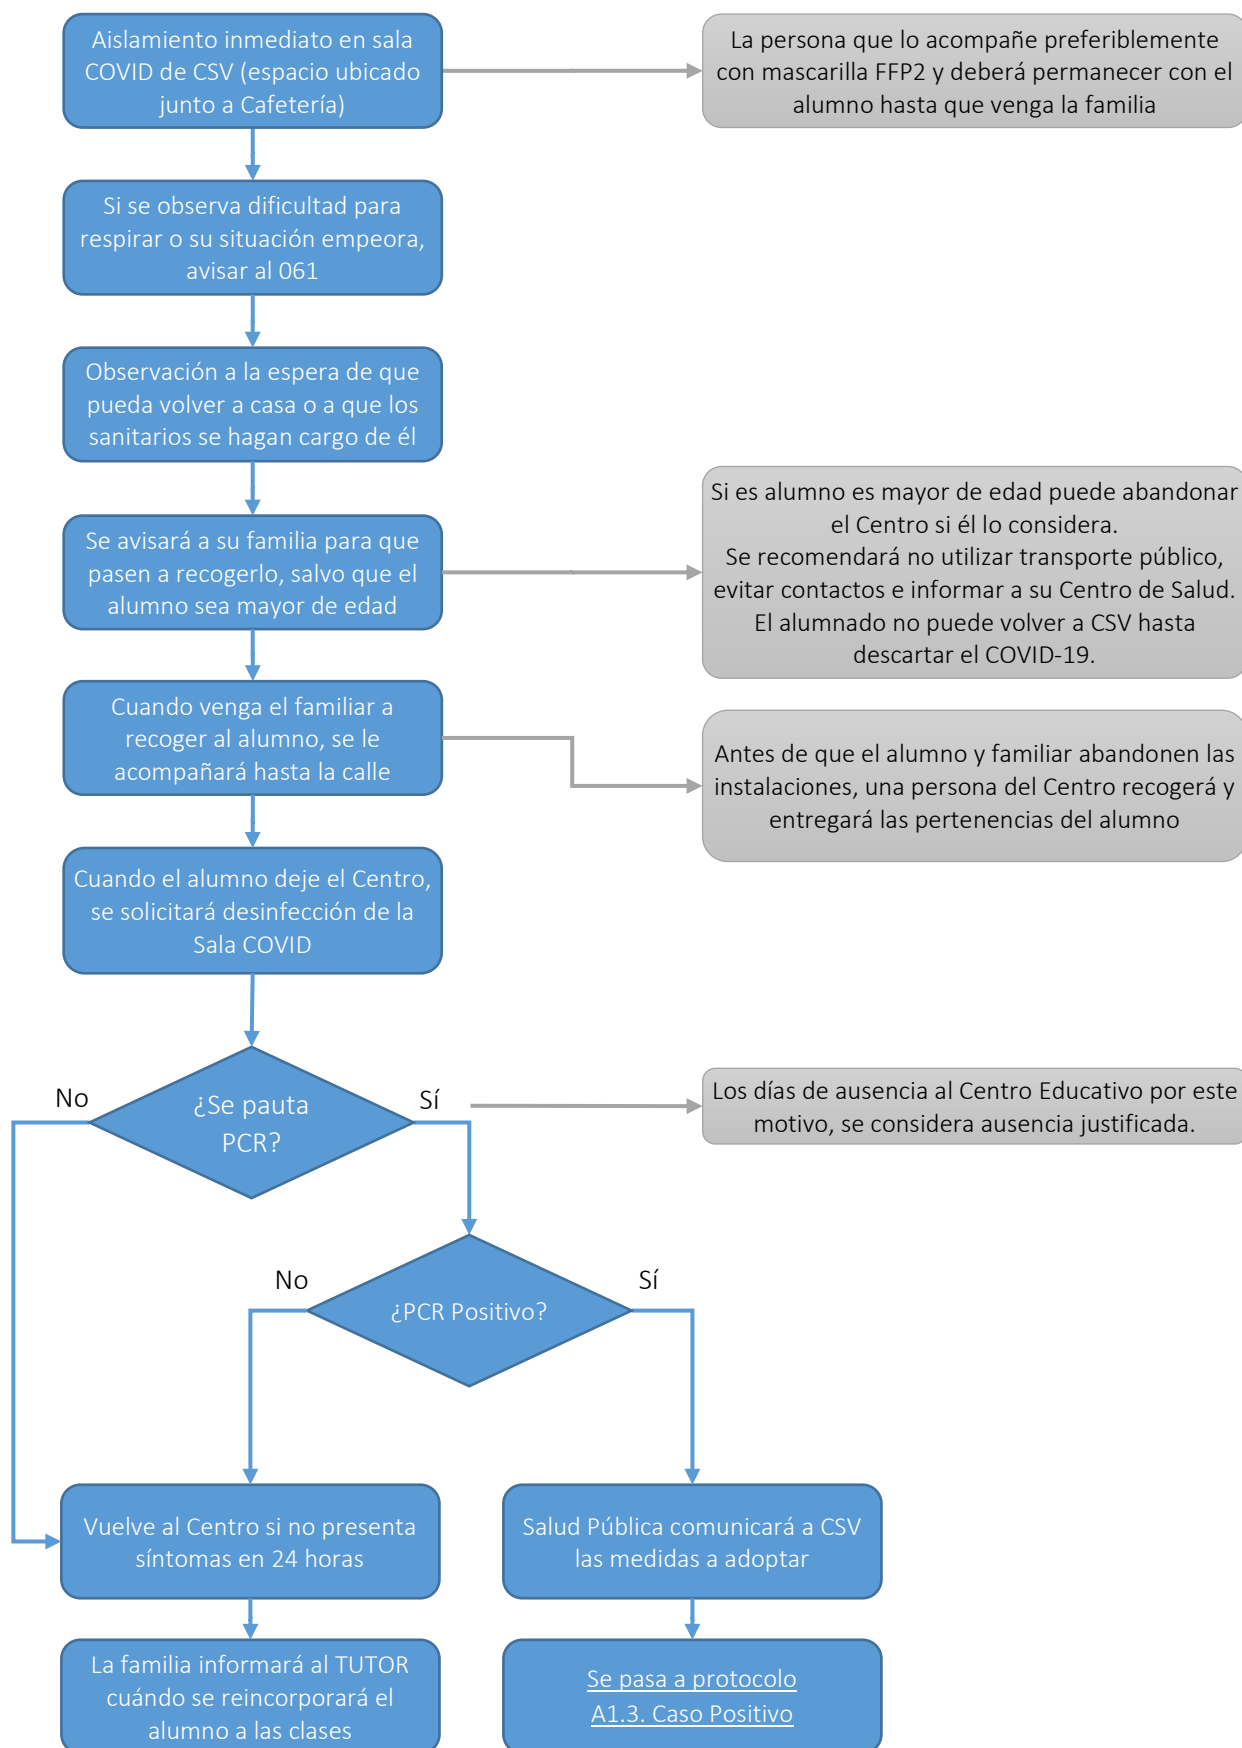 Aislamiento inmediato en sala
COVID de CSV (espacio ubicado
junto a Cafetería)
La persona que lo acompañe preferiblemente
con mascarilla FFP2 y deberá permanecer con el
alumno hasta que venga la familia
Si se observa dificultad para
respirar o su situación empeora,
avisar al 061
Observación a la espera de que
pueda volver a casa o a que los
sanitarios se hagan cargo de él
Se avisará a su familia para que
pasen a recogerlo, salvo que el
alumno sea mayor de edad
Si es alumno es mayor de edad puede abandonar
el Centro si él lo considera.
Se recomendará no utilizar transporte público,
evitar contactos e informar a su Centro de Salud.
El alumnado no puede volver a CSV hasta
descartar el COVID-19.
Cuando venga el familiar a
recoger al alumno, se le
acompañará hasta la calle
Antes de que el alumno y familiar abandonen las
instalaciones, una persona del Centro recogerá y
entregará las pertenencias del alumno
Cuando el alumno deje el Centro,
se solicitará desinfección de la
Sala COVID
No
¿Se pauta
PCR?
Sí
Los días de ausencia al Centro Educativo por este
motivo, se considera ausencia justificada.
No
¿PCR Positivo?
Sí
Vuelve al Centro si no presenta
síntomas en 24 horas
Salud Pública comunicará a CSV
las medidas a adoptar
La familia informará al TUTOR
cuándo se reincorporará el
alumno a las clases
Se pasa a protocolo
A1.3. Caso Positivo